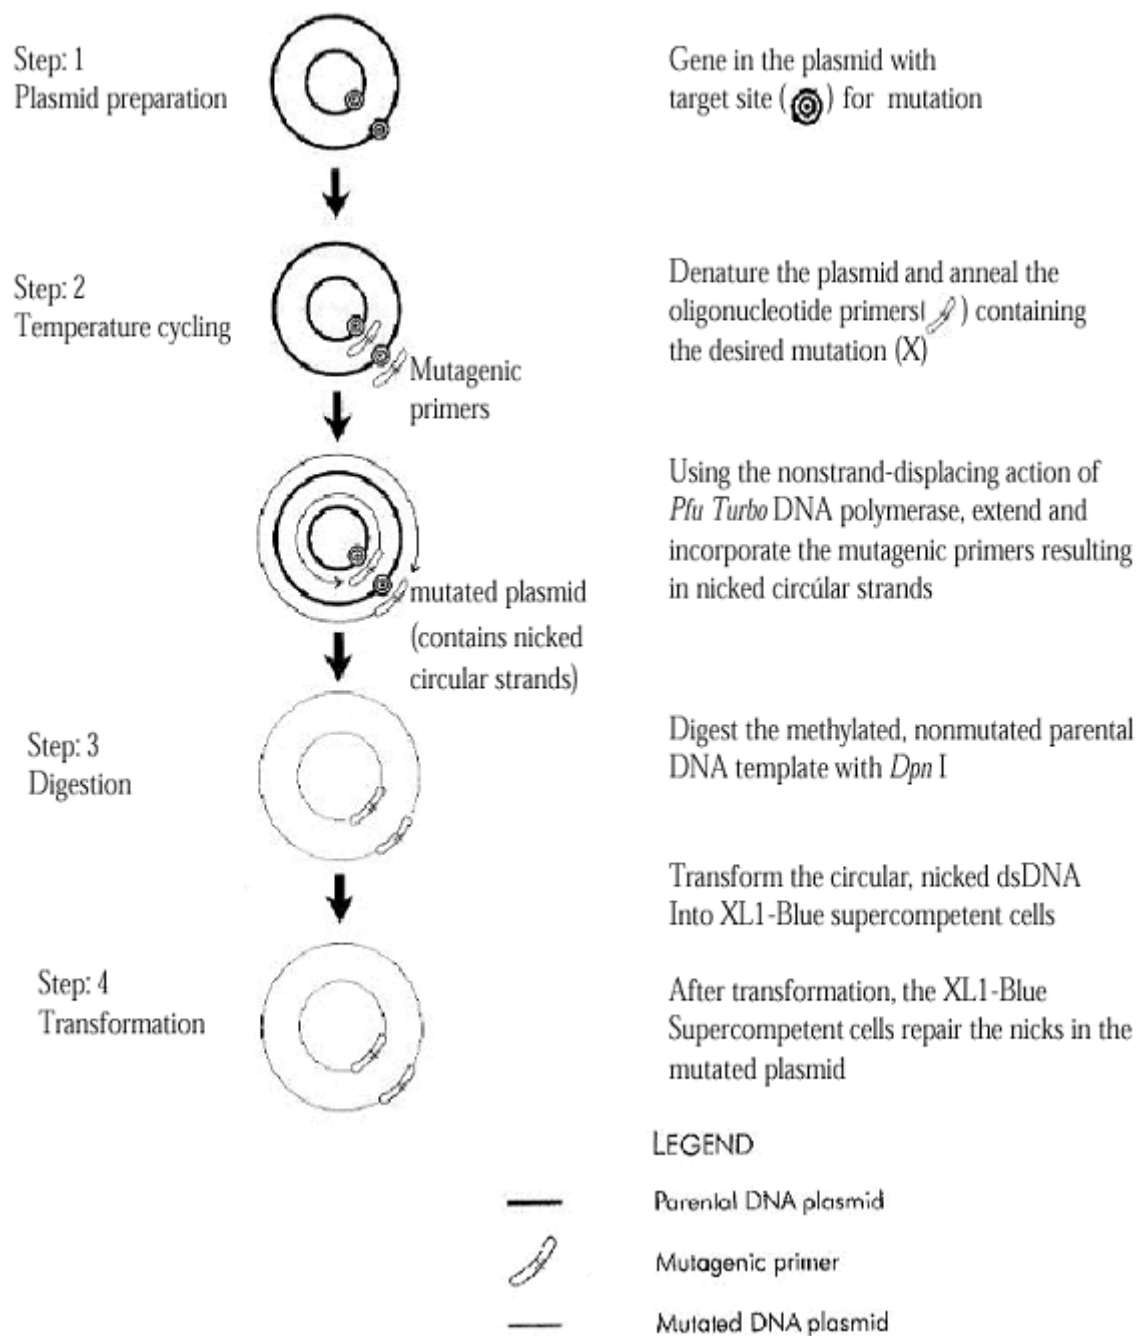 Step: 1
Plasmid preparation
Gene in the plasmid with
target site ( ) for mutation
Step: 2
Temperature cycling
Denature the plasmid and anneal the
oligonucleotide primers( ) containing
the desired mutation (X)
Mutagenic
primers
Using the nonstrand-displacing action of
Pfu Turbo DNA polymerase, extend and
incorporate the mutagenic primers resulting
in nicked circúlar strands
mutated plasmid
(contains nicked
circular strands)
Step: 3
Digestion
Digest the methylated, nonmutated parental
DNA template with Dpn I
Transform the circular, nicked dsDNA
Into XL1-Blue supercompetent cells
Step: 4
Transformation
After transformation, the XL1-Blue
Supercompetent cells repair the nicks in the
mutated plasmid
LEGEND
Parental DNA plasmid
Mutagenic primer
Mutated DNA plasmid